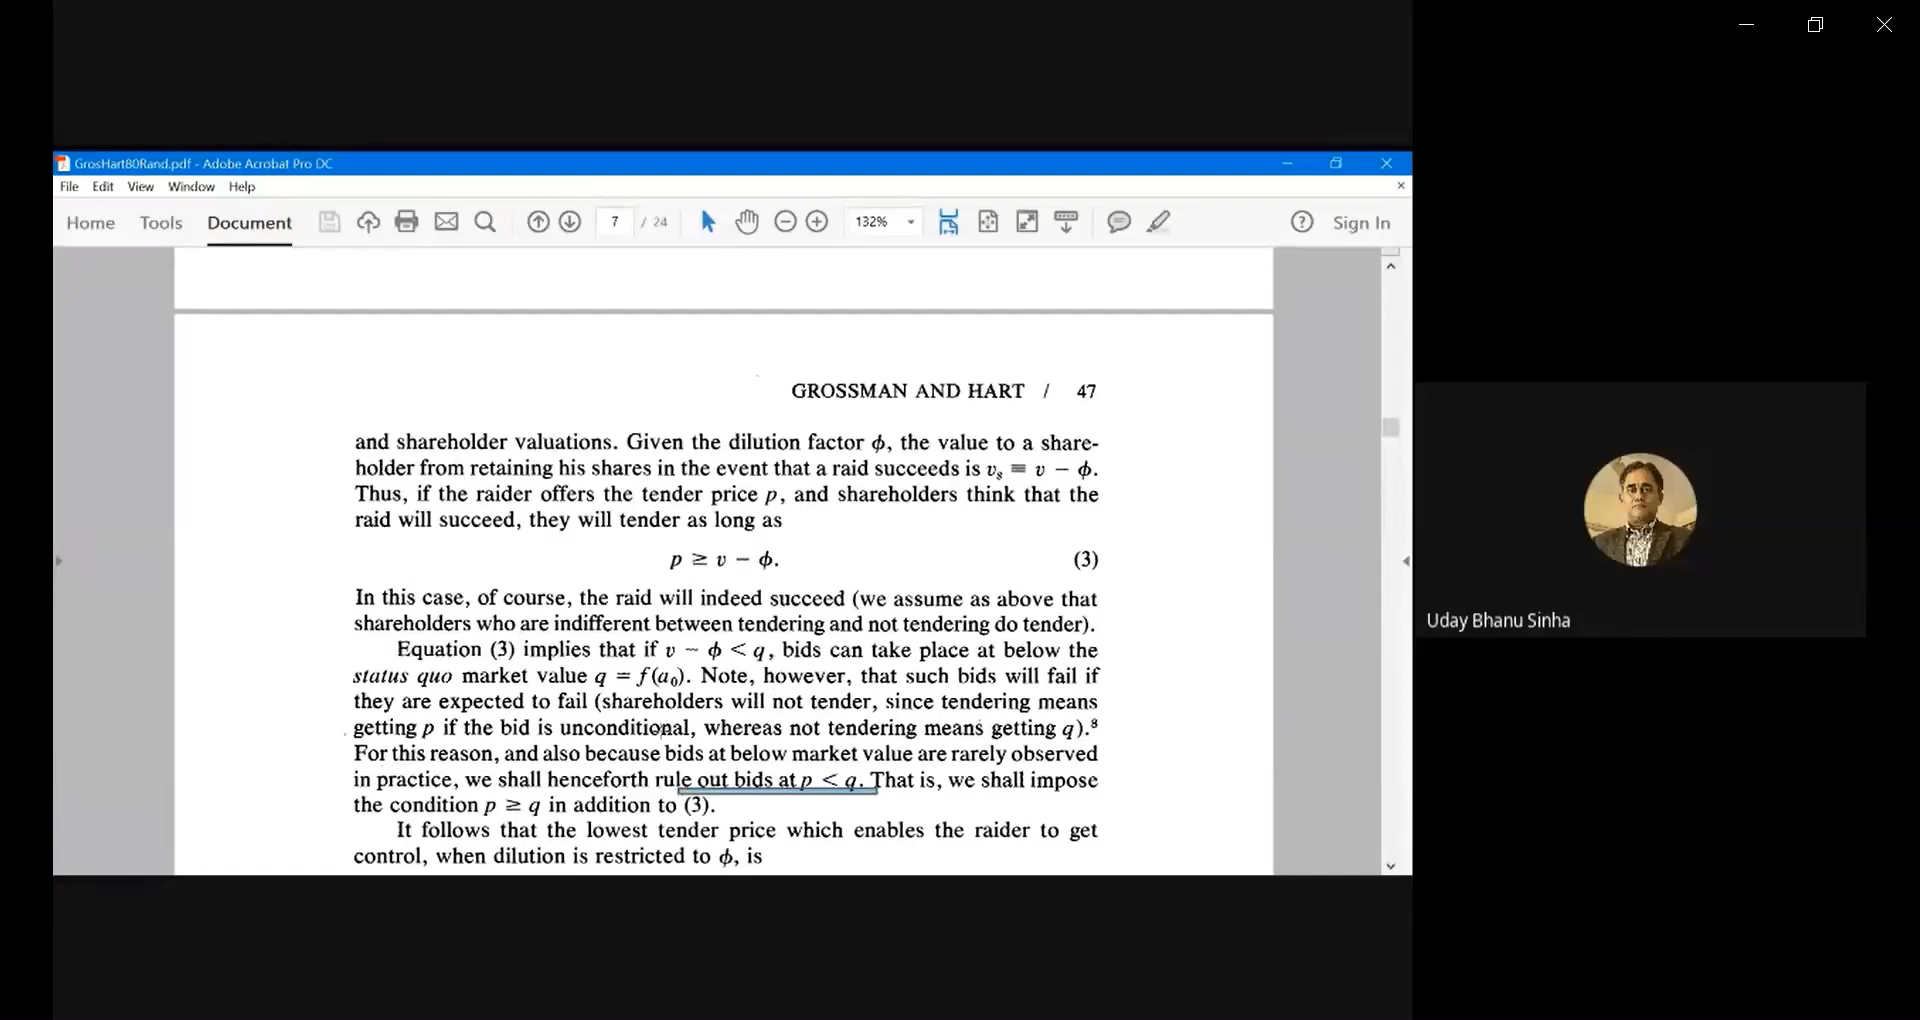 GrosHart80Rand.pdf - Adobe Acrobat Pro DC
File Edit View Window Help
Home Tools Document 7 / 24 132% Sign In
GROSSMAN AND HART / 47
and shareholder valuations. Given the dilution factor ϕ, the value to a share-
holder from retaining his shares in the event that a raid succeeds is vₛ ≡ v − ϕ.
Thus, if the raider offers the tender price p, and shareholders think that the
raid will succeed, they will tender as long as
p ≥ v − ϕ. (3)
In this case, of course, the raid will indeed succeed (we assume as above that
shareholders who are indifferent between tendering and not tendering do tender).
Equation (3) implies that if v − ϕ < q, bids can take place at below the
status quo market value q = f(a₀). Note, however, that such bids will fail if
they are expected to fail (shareholders will not tender, since tendering means
getting p if the bid is unconditional, whereas not tendering means getting q).⁸
For this reason, and also because bids at below market value are rarely observed
in practice, we shall henceforth rule out bids at p < q. That is, we shall impose
the condition p ≥ q in addition to (3).
It follows that the lowest tender price which enables the raider to get
control, when dilution is restricted to ϕ, is
Uday Bhanu Sinha